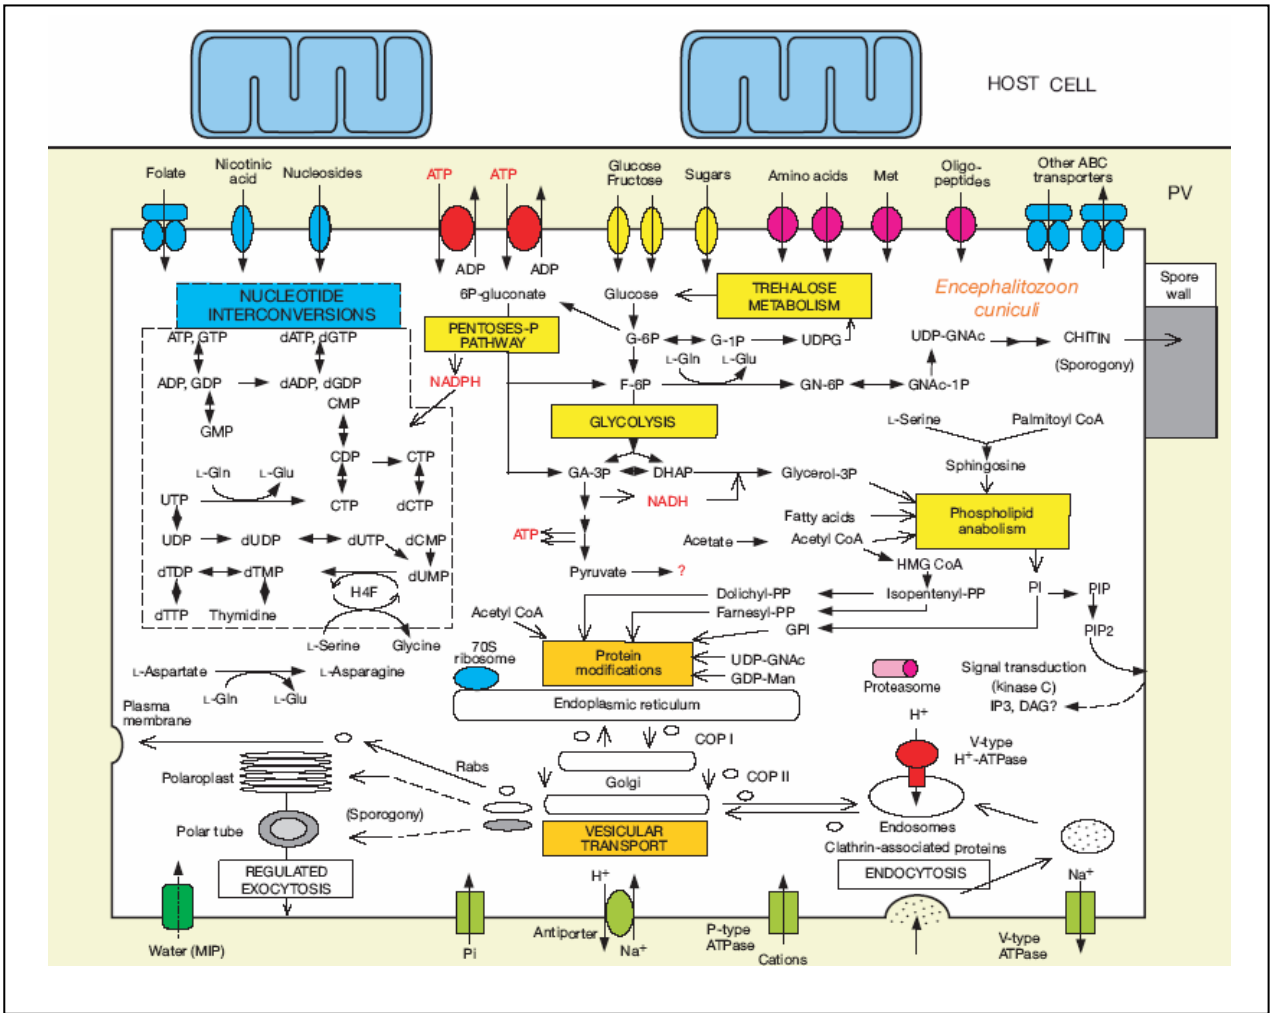 HOST CELL
PV
Folate
Nicotinic
acid
Nucleosides
ATP
ATP
Glucose
Fructose
Sugars
Amino acids
Met
Oligo-
peptides
Other ABC
transporters
ADP
ADP
Spore
wall
NUCLEOTIDE
INTERCONVERSIONS
6P-gluconate
Glucose
TREHALOSE
METABOLISM
Encephalitozoon
cuniculi
PENTOSES-P
PATHWAY
ATP, GTP
dATP, dGTP
G-6P
G-1P
UDPG
UDP-GNAc
CHITIN
(Sporogony)
L-Gln
L-Glu
ADP, GDP
dADP, dGDP
NADPH
F-6P
GN-6P
GNAc-1P
CMP
GMP
GLYCOLYSIS
L-Serine
Palmitoyl CoA
CDP
CTP
L-Gln
L-Glu
GA-3P
DHAP
Glycerol-3P
Sphingosine
UTP
CTP
dCTP
NADH
Fatty acids
Phospholipid
anabolism
UDP
dUDP
dUTP
dCMP
ATP
Acetate
Acetyl CoA
HMG CoA
dTDP
dTMP
dUMP
Pyruvate
?
H4F
Dolichyl-PP
Isopentenyl-PP
PI
PIP
dTTP
Thymidine
Acetyl CoA
Farnesyl-PP
GPI
PIP2
L-Serine
Glycine
70S
ribosome
Protein
modifications
UDP-GNAc
GDP-Man
L-Aspartate
L-Asparagine
L-Gln
L-Glu
Proteasome
Signal transduction
(kinase C)
IP3, DAG?
Plasma
membrane
Endoplasmic reticulum
H+
COP I
V-type
H+-ATPase
Polaroplast
Rabs
Golgi
COP II
(Sporogony)
Polar tube
VESICULAR
TRANSPORT
Endosomes
Clathrin-associated proteins
REGULATED
EXOCYTOSIS
ENDOCYTOSIS
H+
Na+
Water (MIP)
Pi
Antiporter
Na+
P-type
ATPase
Cations
V-type
ATPase